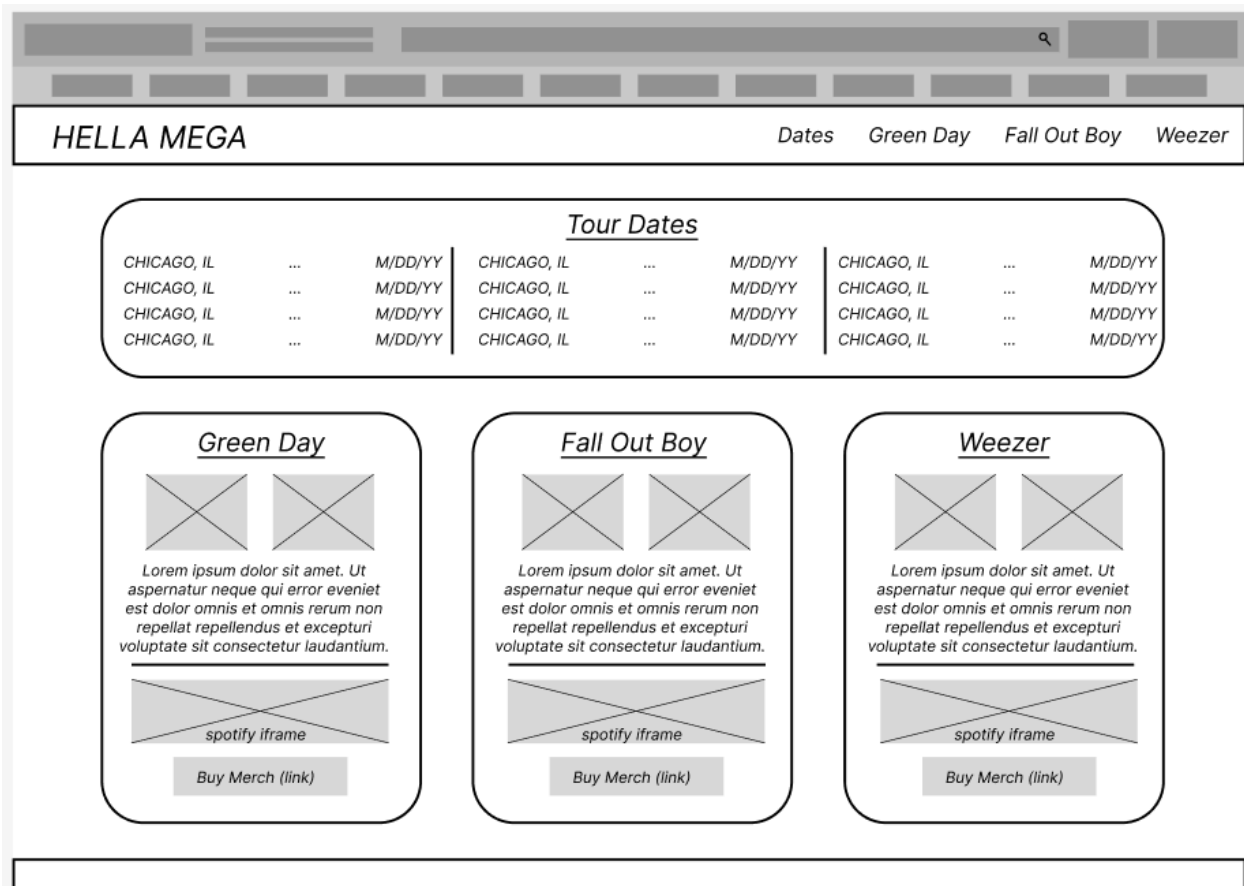 HELLA MEGA
Dates Green Day Fall Out Boy Weezer
Tour Dates
CHICAGO, IL ... M/DD/YY CHICAGO, IL ... M/DD/YY CHICAGO, IL ... M/DD/YY
CHICAGO, IL ... M/DD/YY CHICAGO, IL ... M/DD/YY CHICAGO, IL ... M/DD/YY
CHICAGO, IL ... M/DD/YY CHICAGO, IL ... M/DD/YY CHICAGO, IL ... M/DD/YY
CHICAGO, IL ... M/DD/YY CHICAGO, IL ... M/DD/YY CHICAGO, IL ... M/DD/YY
Green Day
Lorem ipsum dolor sit amet. Ut
aspernatur neque qui error eveniet
est dolor omnis et omnis rerum non
repellat repellendus et excepturi
voluptate sit consectetur laudantium.
spotify iframe
Buy Merch (link)
Fall Out Boy
Lorem ipsum dolor sit amet. Ut
aspernatur neque qui error eveniet
est dolor omnis et omnis rerum non
repellat repellendus et excepturi
voluptate sit consectetur laudantium.
spotify iframe
Buy Merch (link)
Weezer
Lorem ipsum dolor sit amet. Ut
aspernatur neque qui error eveniet
est dolor omnis et omnis rerum non
repellat repellendus et excepturi
voluptate sit consectetur laudantium.
spotify iframe
Buy Merch (link)